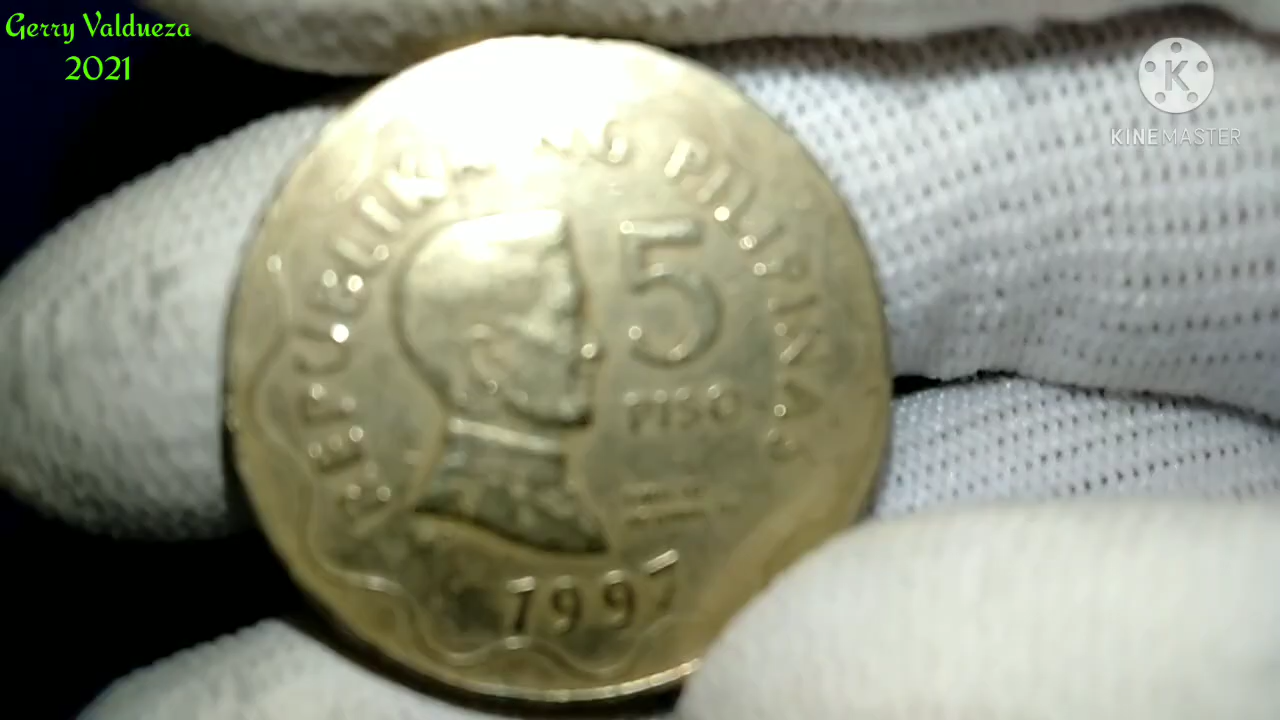 Gerry Valdueza
2021
KINEMASTER
REPUBLIKA NG PILIPINAS
5
PISO
1997